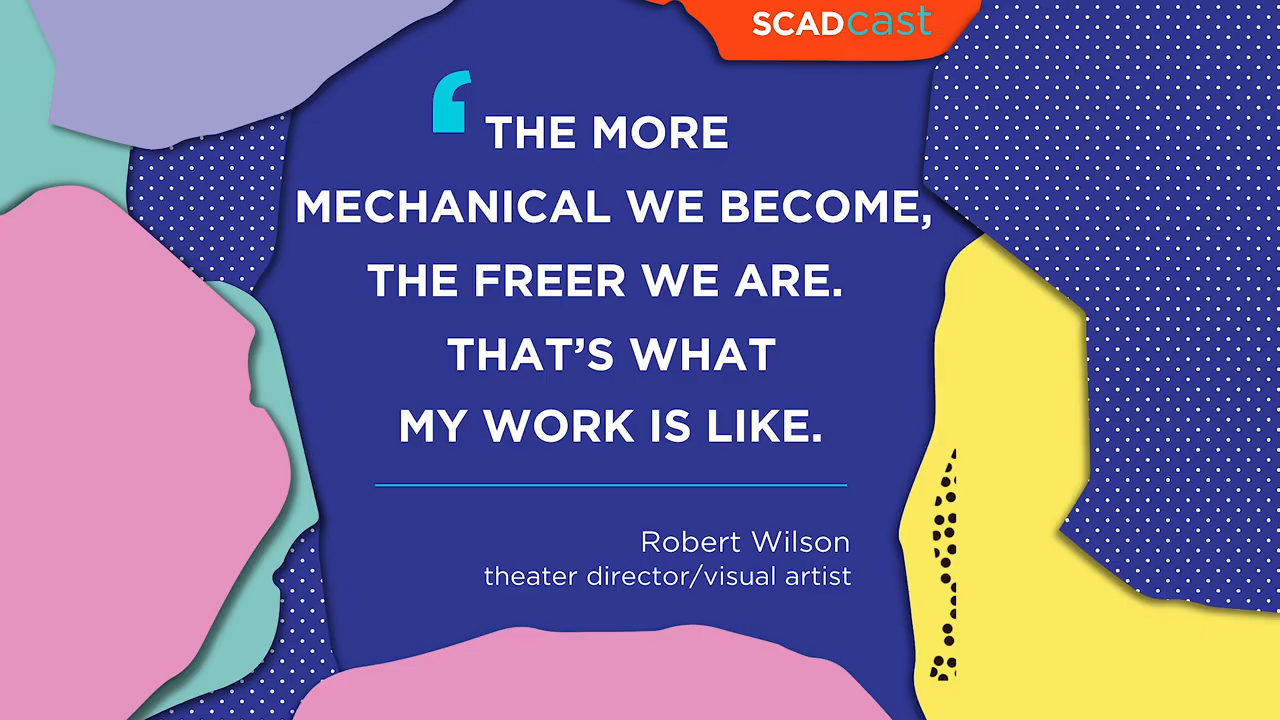 SCADcast
‘THE MORE
MECHANICAL WE BECOME,
THE FREER WE ARE.
THAT’S WHAT
MY WORK IS LIKE.
Robert Wilson
theater director/visual artist